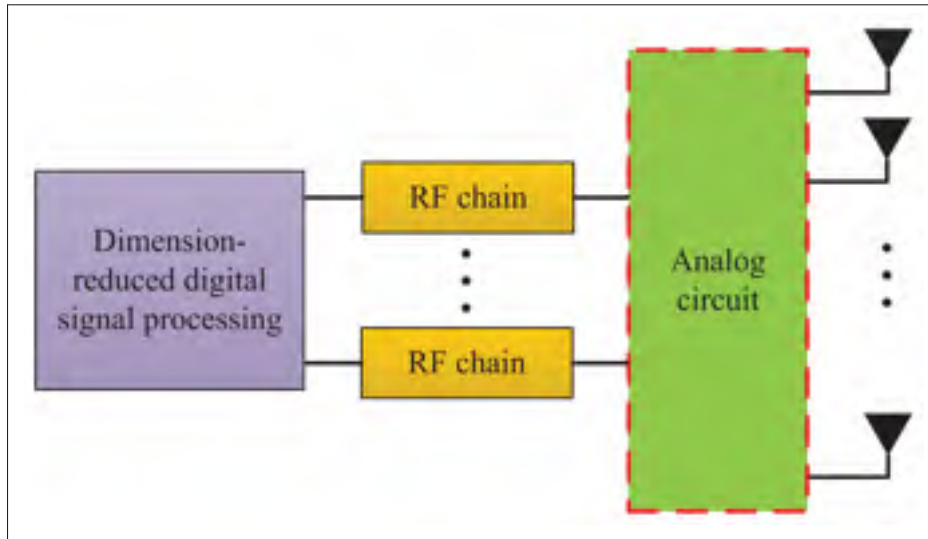 Dimension-
reduced digital
signal processing
RF chain
RF chain
Analog
circuit